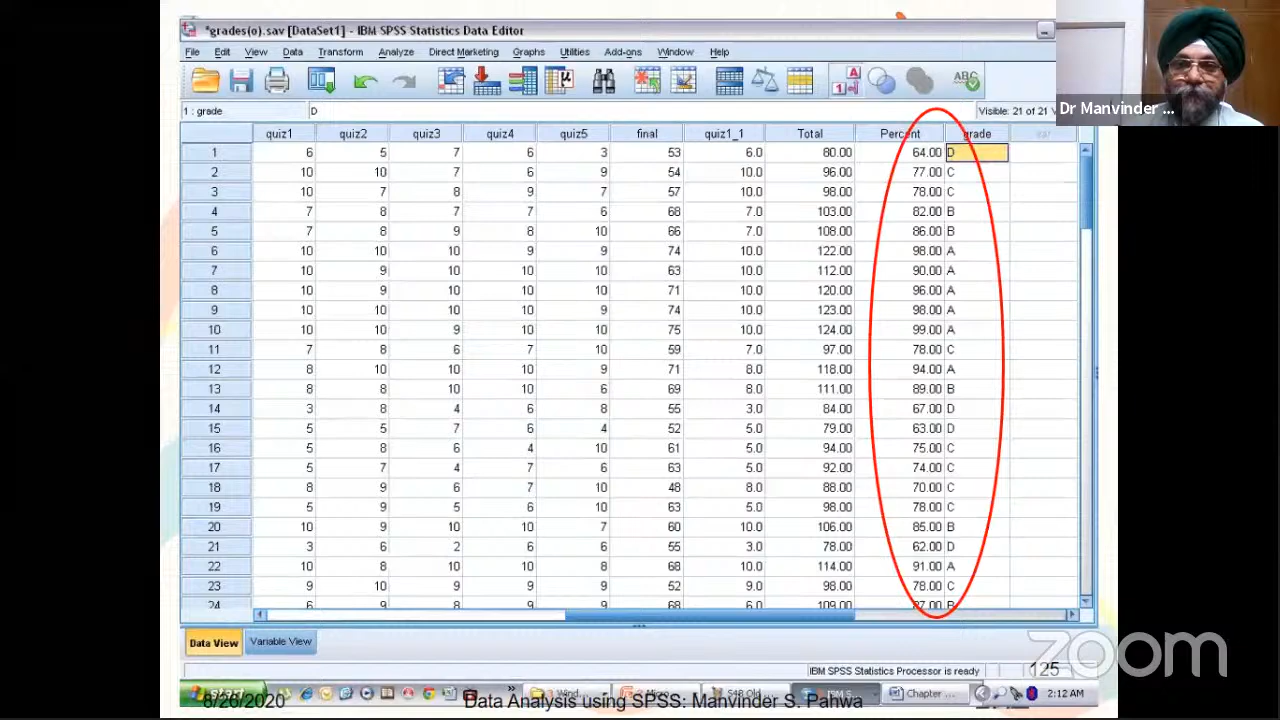 *grades(o).sav [DataSet1] - IBM SPSS Statistics Data Editor
File Edit View Data Transform Analyze Direct Marketing Graphs Utilities Add-ons Window Help
1 : grade D Visible: 21 of 21 V
Dr Manvinder ...
quiz1 quiz2 quiz3 quiz4 quiz5 final quiz1_1 Total Percent grade var
1 6 5 7 6 3 53 6.0 80.00 64.00 D
2 10 10 7 6 9 54 10.0 96.00 77.00 C
3 10 7 8 9 7 57 10.0 98.00 78.00 C
4 7 8 7 7 6 68 7.0 103.00 82.00 B
5 7 8 9 8 10 66 7.0 108.00 86.00 B
6 10 10 10 9 9 74 10.0 122.00 98.00 A
7 10 9 10 10 10 63 10.0 112.00 90.00 A
8 10 9 10 10 10 71 10.0 120.00 96.00 A
9 10 10 10 10 9 74 10.0 123.00 98.00 A
10 10 10 9 10 10 75 10.0 124.00 99.00 A
11 7 8 6 7 10 59 7.0 97.00 78.00 C
12 8 10 10 10 9 71 8.0 118.00 94.00 A
13 8 8 10 10 6 69 8.0 111.00 89.00 B
14 3 8 4 6 8 55 3.0 84.00 67.00 D
15 5 5 7 6 4 52 5.0 79.00 63.00 D
16 5 8 6 4 10 61 5.0 94.00 75.00 C
17 5 7 4 7 6 63 5.0 92.00 74.00 C
18 8 9 6 7 10 48 8.0 88.00 70.00 C
19 5 9 5 6 10 63 5.0 98.00 78.00 C
20 10 9 10 10 7 60 10.0 106.00 85.00 B
21 3 6 2 6 6 55 3.0 78.00 62.00 D
22 10 8 10 10 8 68 10.0 114.00 91.00 A
23 9 10 9 9 9 52 9.0 98.00 78.00 C
24 6 9 8 9 9 68 6.0 109.00 87.00 B
Data View Variable View
IBM SPSS Statistics Processor is ready
125
zoom
Chapter ... 2:12 AM
8/26/2020 Data Analysis using SPSS: Manvinder S. Pahwa